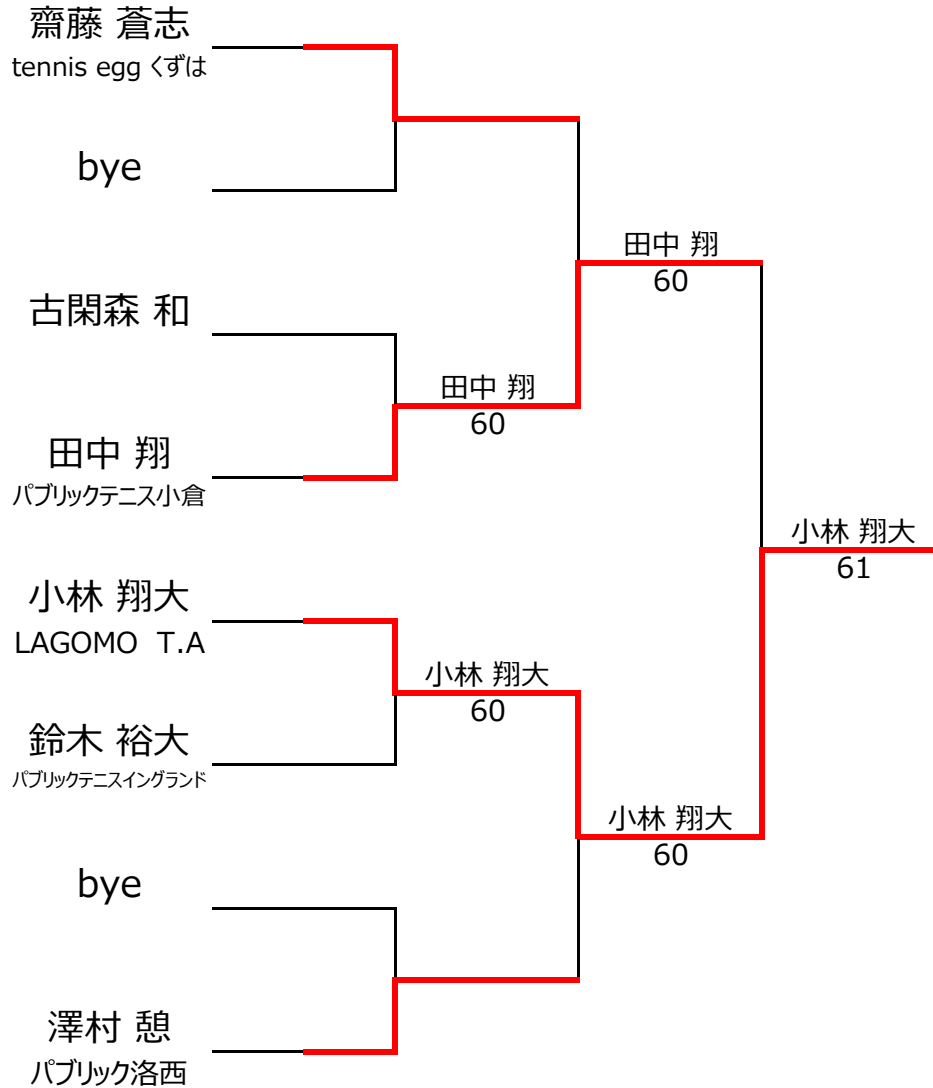 齋藤 蒼志
tennis egg くずは
bye
田中 翔
60
古閑森 和
田中 翔
60
田中 翔
パブリックテニス小倉
小林 翔大
61
小林 翔大
LAGOMO T.A
小林 翔大
60
鈴木 裕大
パブリックテニスイングランド
小林 翔大
60
bye
澤村 憩
パブリック洛西